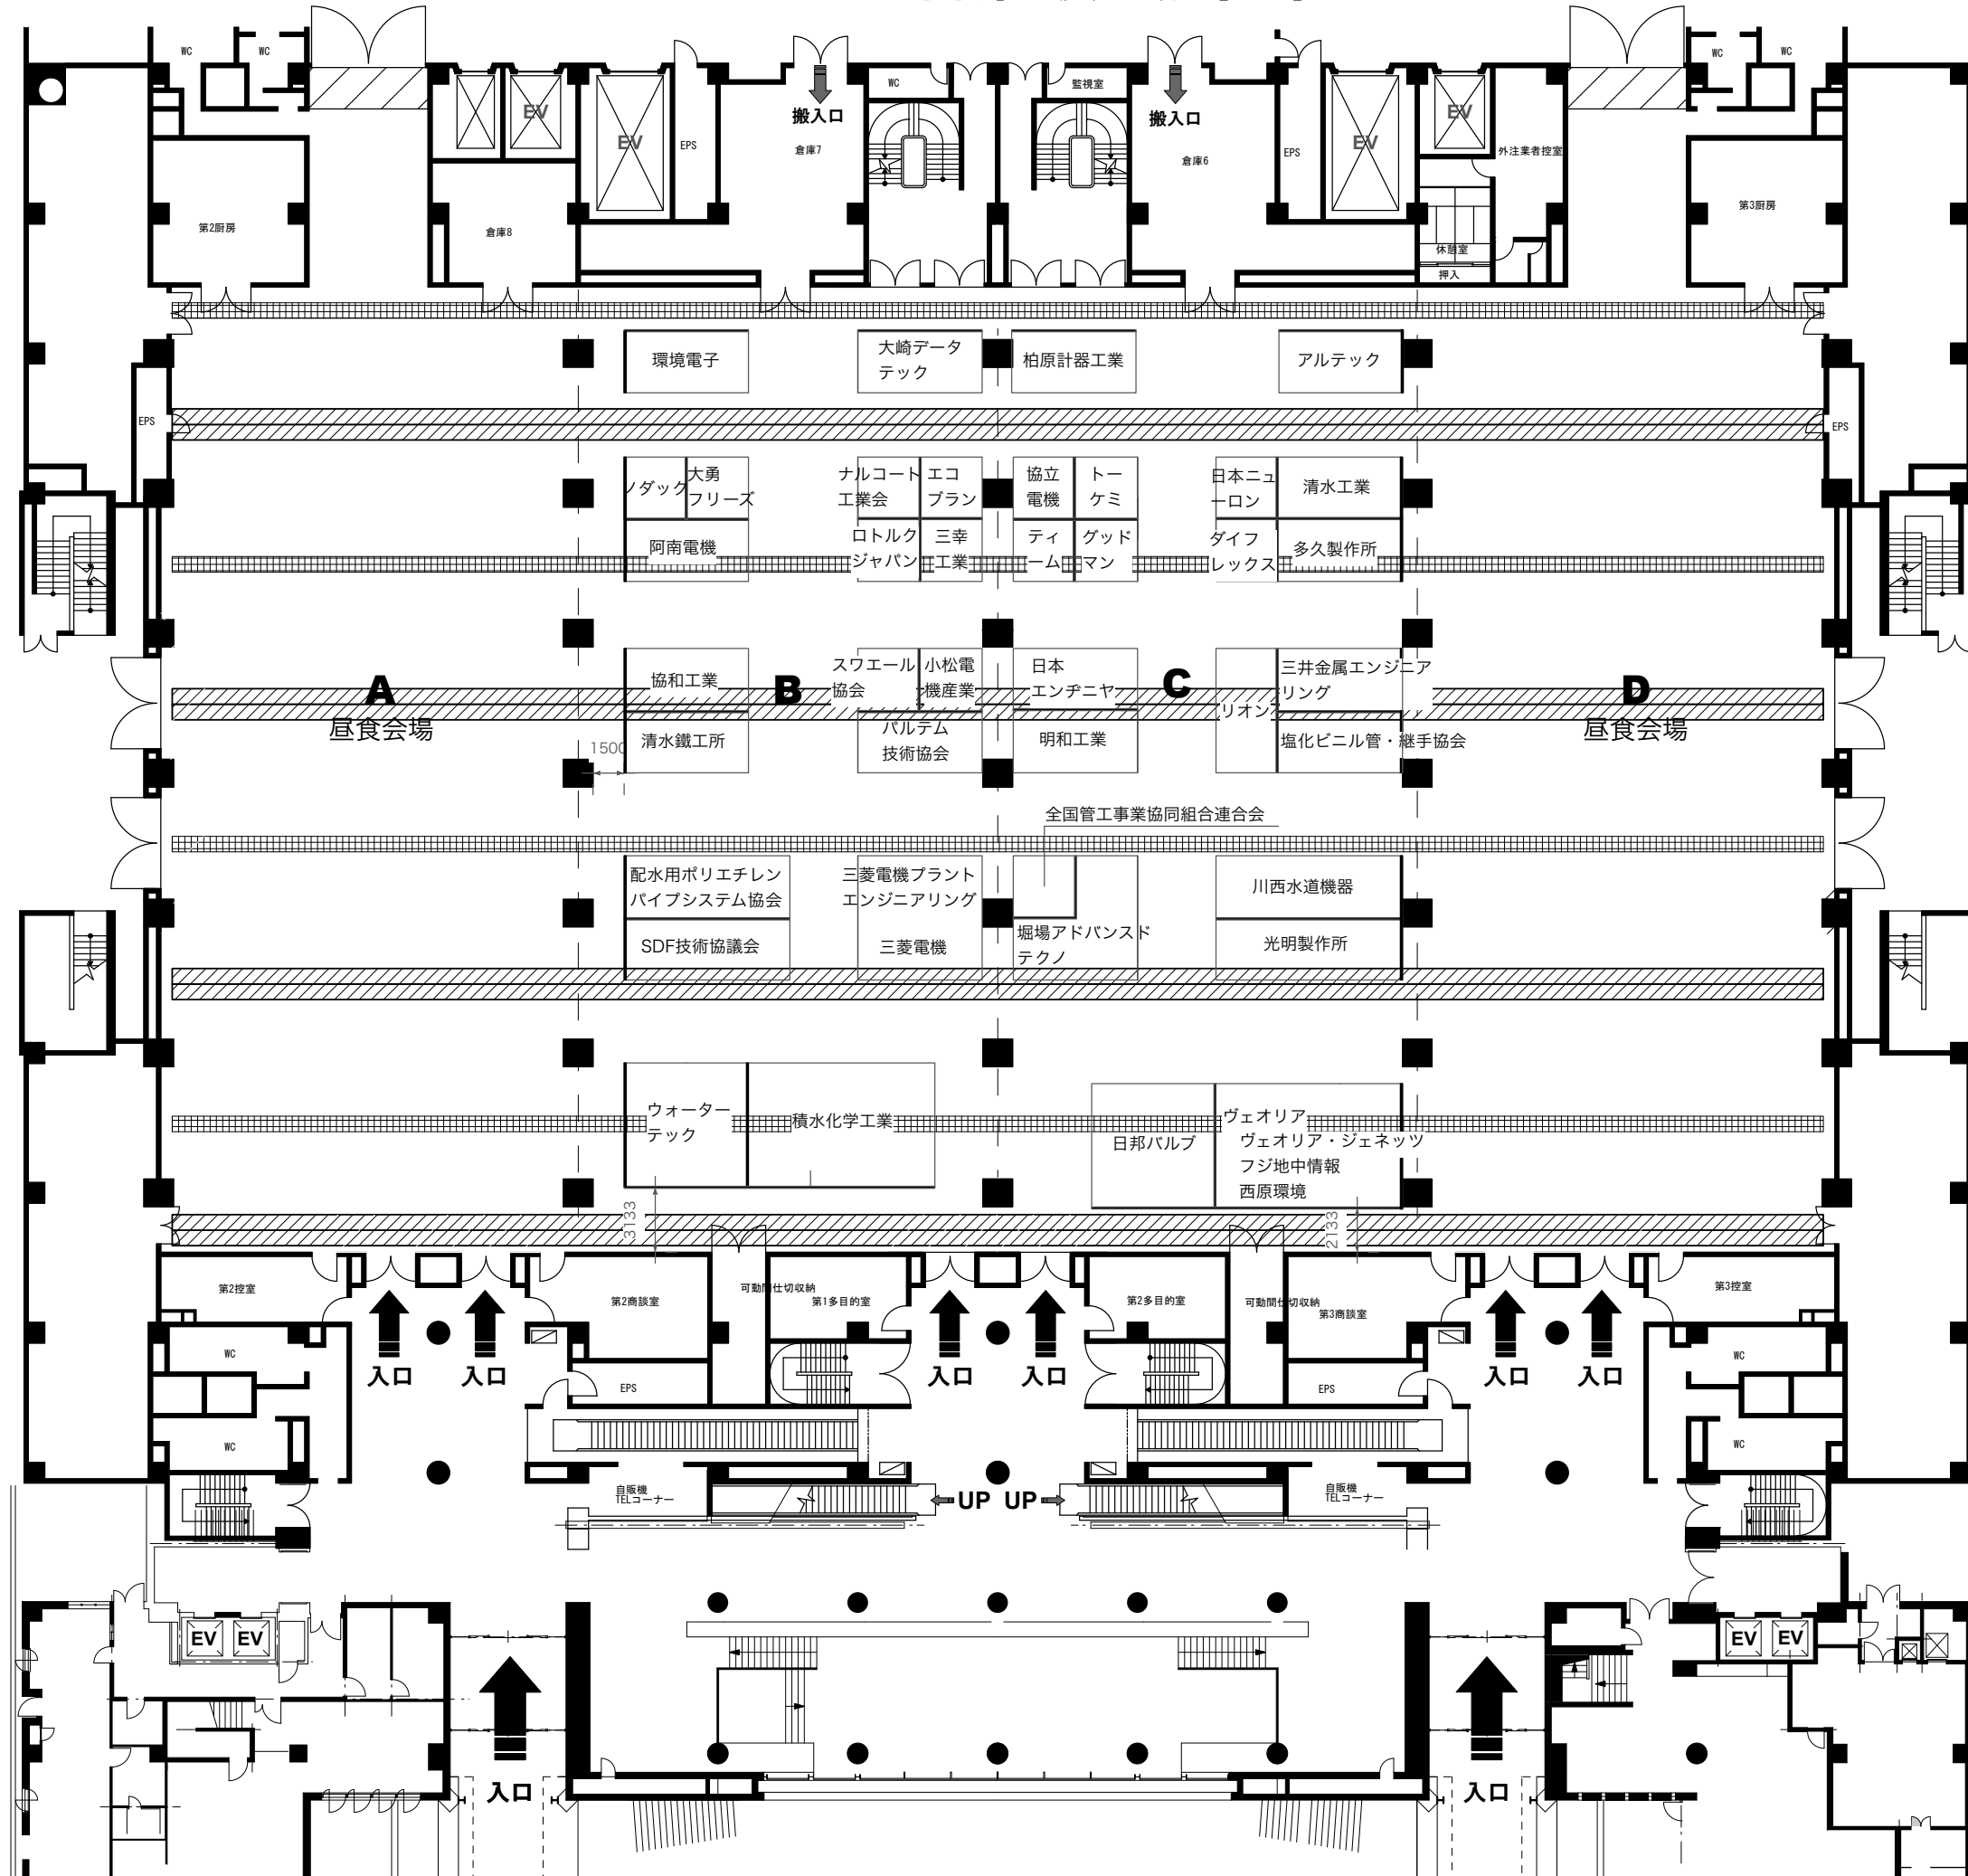 WC
WC
WC
監視室
WC
WC
搬入口
搬入口
EV
EV
EPS
倉庫7
倉庫6
EPS
EV
EV
外注業者控室
第2厨房
倉庫8
休憩室
押入
第3厨房
環境電子
大崎データ
テック
柏原計器工業
アルテック
EPS
EPS
ノダック
大勇
フリーズ
ナルコート
工業会
エコ
プラン
協立
電機
トー
ケミ
日本ニュ
ーロン
清水工業
阿南電機
ロトルク
ジャパン
三幸
工業
ティ
ーム
グッド
マン
ダイフ
レックス
多久製作所
A
昼食会場
協和工業
B
スワエール
協会
小松電
機産業
日本
エンヂニヤ
C
リオン
三井金属エンジニア
リング
D
昼食会場
1500
清水鐵工所
パルテム
技術協会
明和工業
塩化ビニル管・継手協会
全国管工事業協同組合連合会
配水用ポリエチレン
パイプシステム協会
三菱電機プラント
エンジニアリング
川西水道機器
SDF技術協議会
三菱電機
堀場アドバンスド
テクノ
光明製作所
ウォーター
テック
積水化学工業
日邦バルブ
ヴェオリア
ヴェオリア・ジェネッツ
フジ地中情報
西原環境
3133
2133
第2控室
第2商談室
可動間仕切収納
第1多目的室
第2多目的室
可動間仕切収納
第3商談室
第3控室
WC
入口
入口
EPS
入口
入口
EPS
入口
入口
WC
WC
WC
自販機
TELコーナー
UP
UP
自販機
TELコーナー
EV
EV
EV
EV
入口
入口